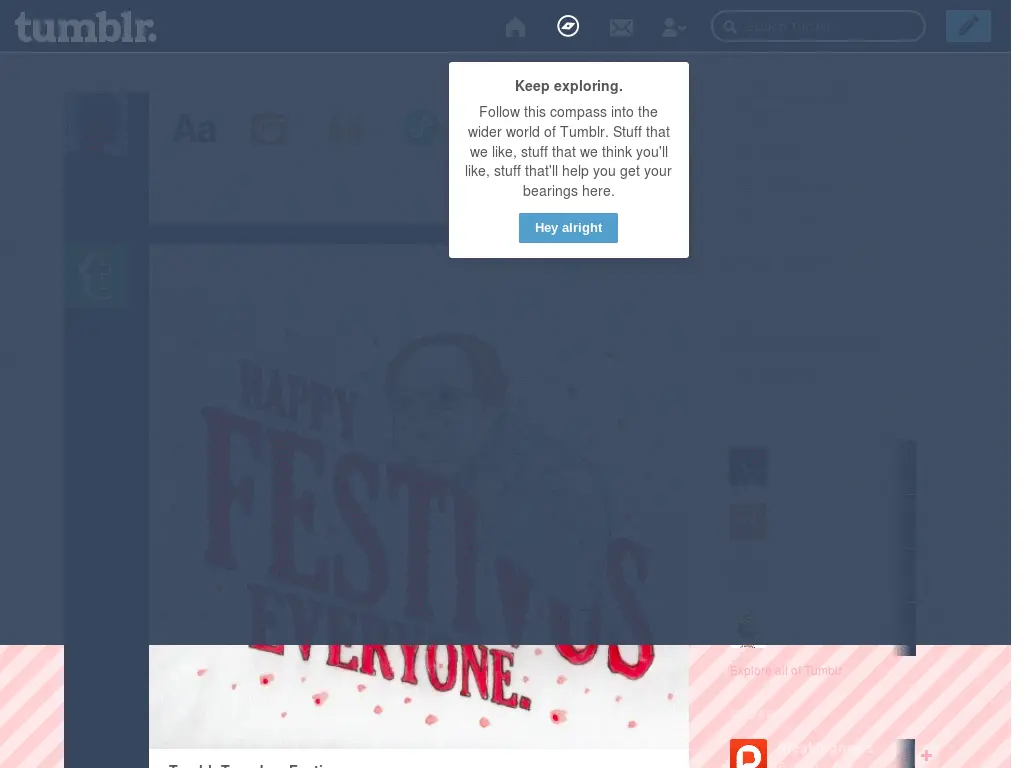 tumblr.
Search Tumblr
Keep exploring.
Follow this compass into the
wider world of Tumblr. Stuff that
we like, stuff that we think you'll
like, stuff that'll help you get your
bearings here.
Hey alright
Aa
HAPPY
FESTIVUS
EVERYONE.
Explore all of Tumblr